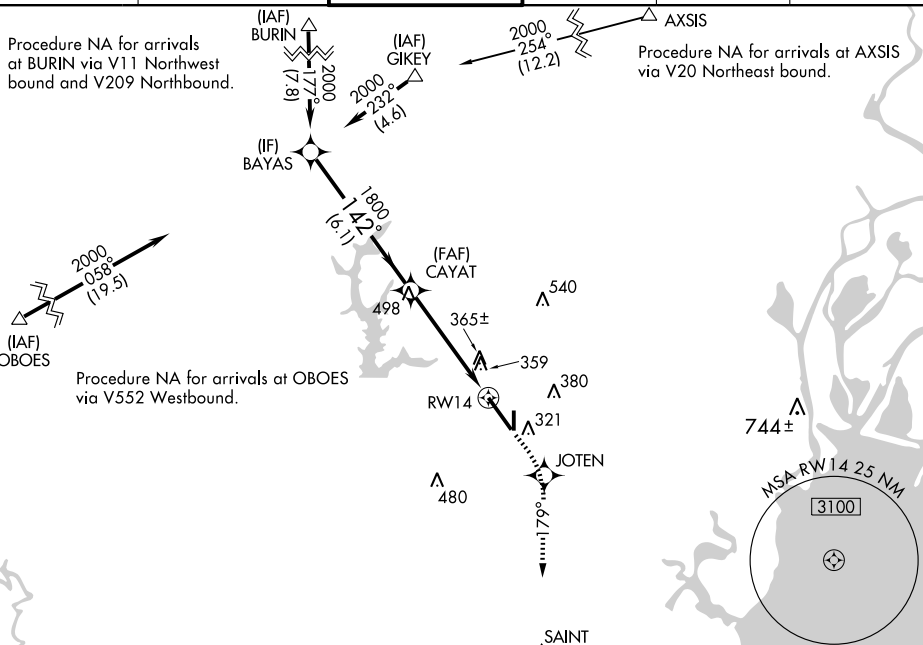 (IAF)
BURIN
Procedure NA for arrivals
at BURIN via V11 Northwest
bound and V209 Northbound.
2000
177°
(7.8)
(IAF)
GIKEY
2000
232°
(4.6)
AXSIS
2000
254°
(12.2)
Procedure NA for arrivals at AXSIS
via V20 Northeast bound.
(IF)
BAYAS
1800
142°
(6.1)
2000
058°
(19.5)
(IAF)
OBOES
(FAF)
CAYAT
498
540
365±
359
Procedure NA for arrivals at OBOES
via V552 Westbound.
380
RW14
321
744±
JOTEN
480
176°
MSA RW14 25 NM
3100
SAINT